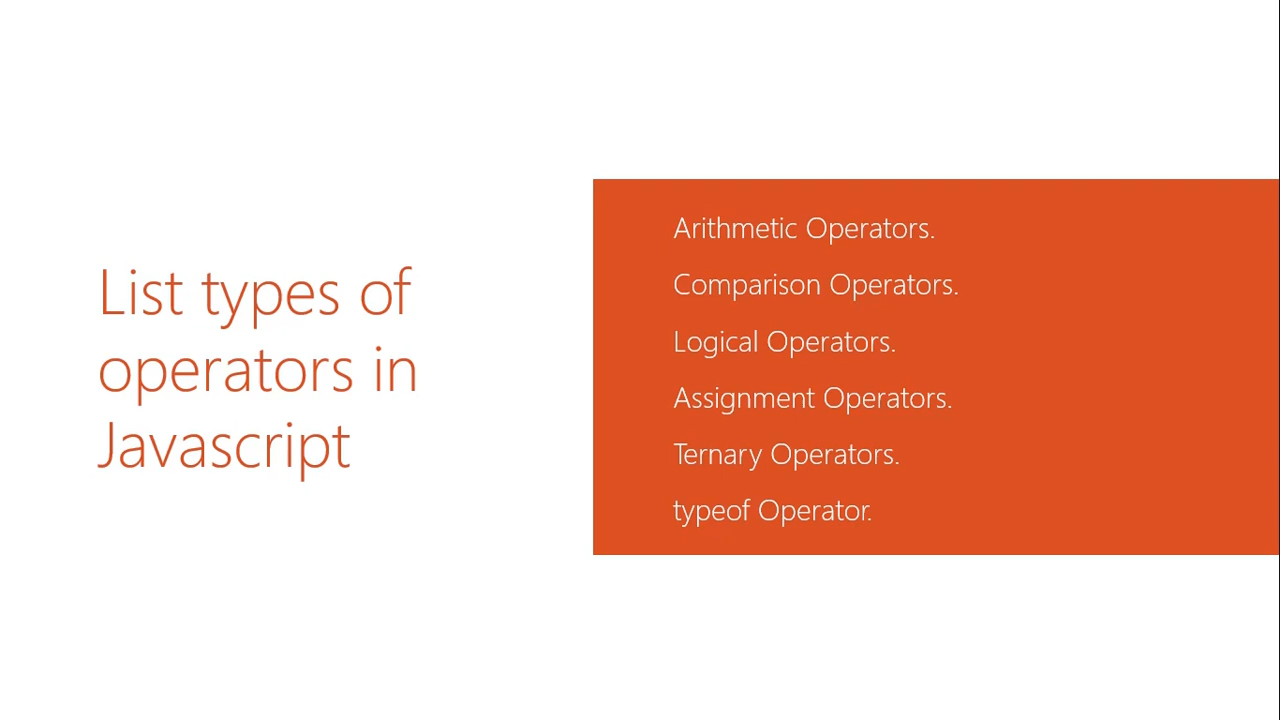 List types of
operators in
Javascript
Arithmetic Operators.
Comparison Operators.
Logical Operators.
Assignment Operators.
Ternary Operators.
typeof Operator.